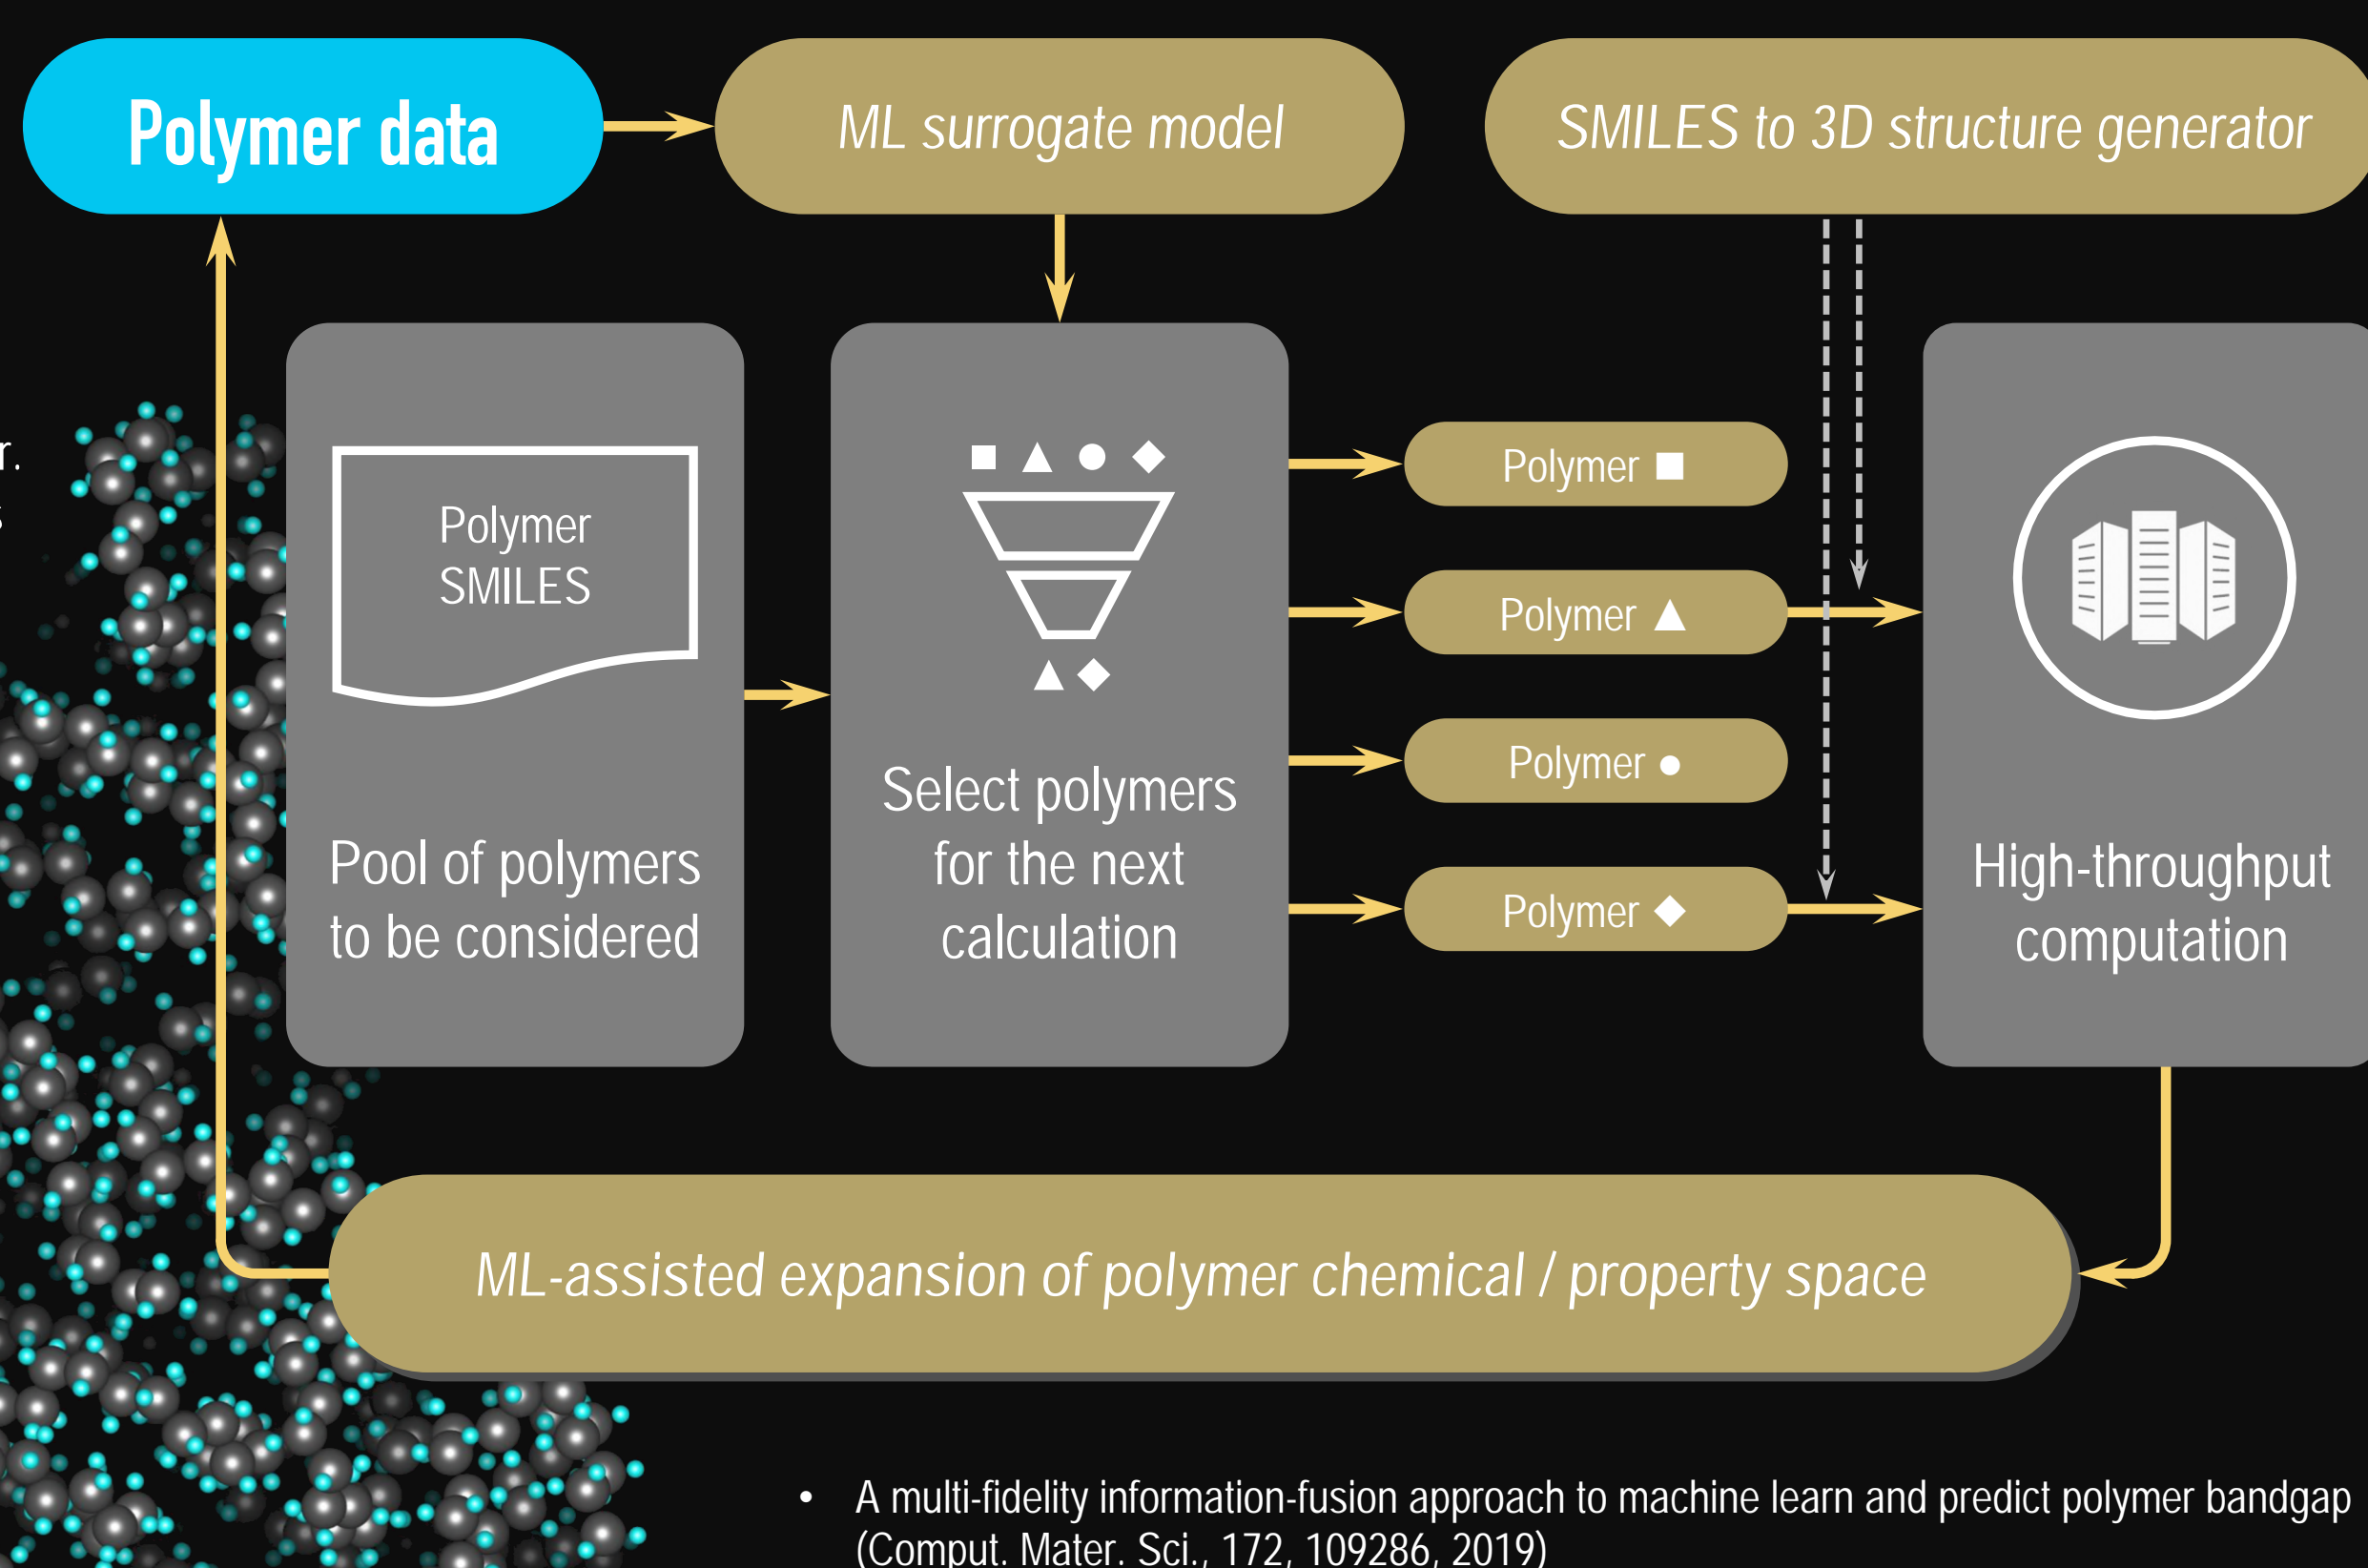 Polymer data
ML surrogate model
SMILES to 3D structure generator
r.
s
Polymer
SMILES
Pool of polymers
to be considered
Select polymers
for the next
calculation
Polymer
Polymer
Polymer
Polymer
High-throughput
computation
ML-assisted expansion of polymer chemical / property space
• A multi-fidelity information-fusion approach to machine learn and predict polymer bandgap
(Comput. Mater. Sci., 172, 109286, 2019)